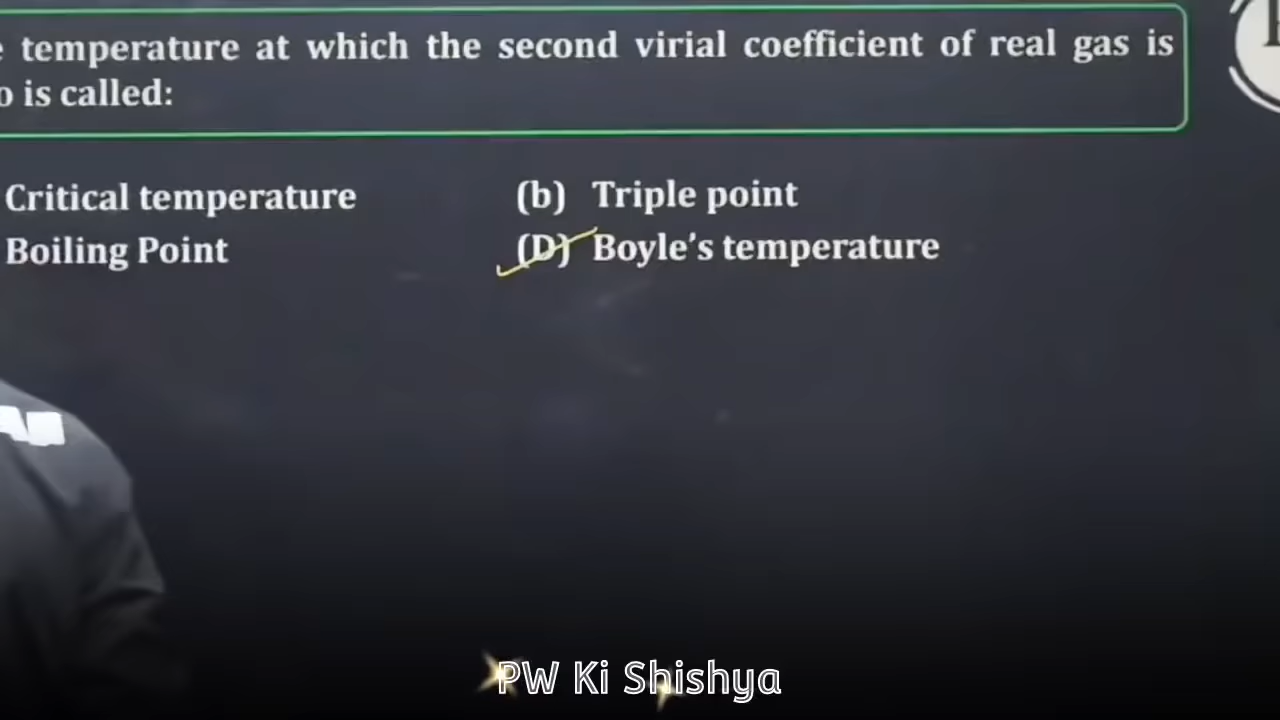 temperature at which the second virial coefficient of real gas is
is called:
Critical temperature
(b) Triple point
Boiling Point
(D) Boyle's temperature
PW Ki Shishya